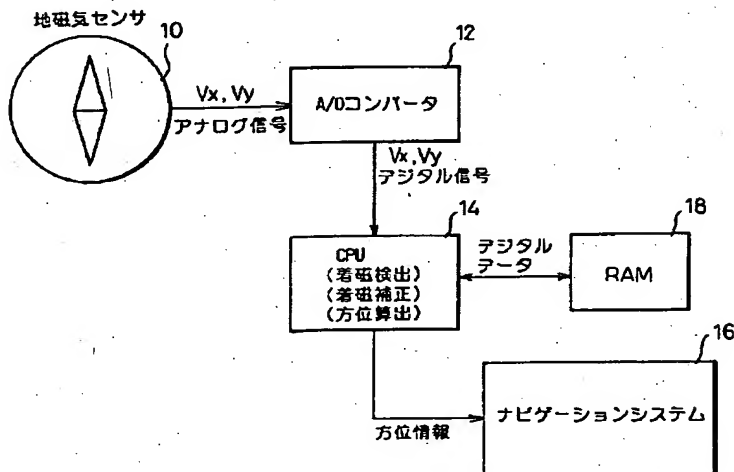 地磁気センサ
10
Vx, Vy
アナログ信号
12
A/Dコンバータ
Vx, Vy
デジタル信号
14
CPU
(着磁検出)
(着磁補正)
(方位算出)
デジタル
データ
18
RAM
16
方位情報
ナビゲーションシステム